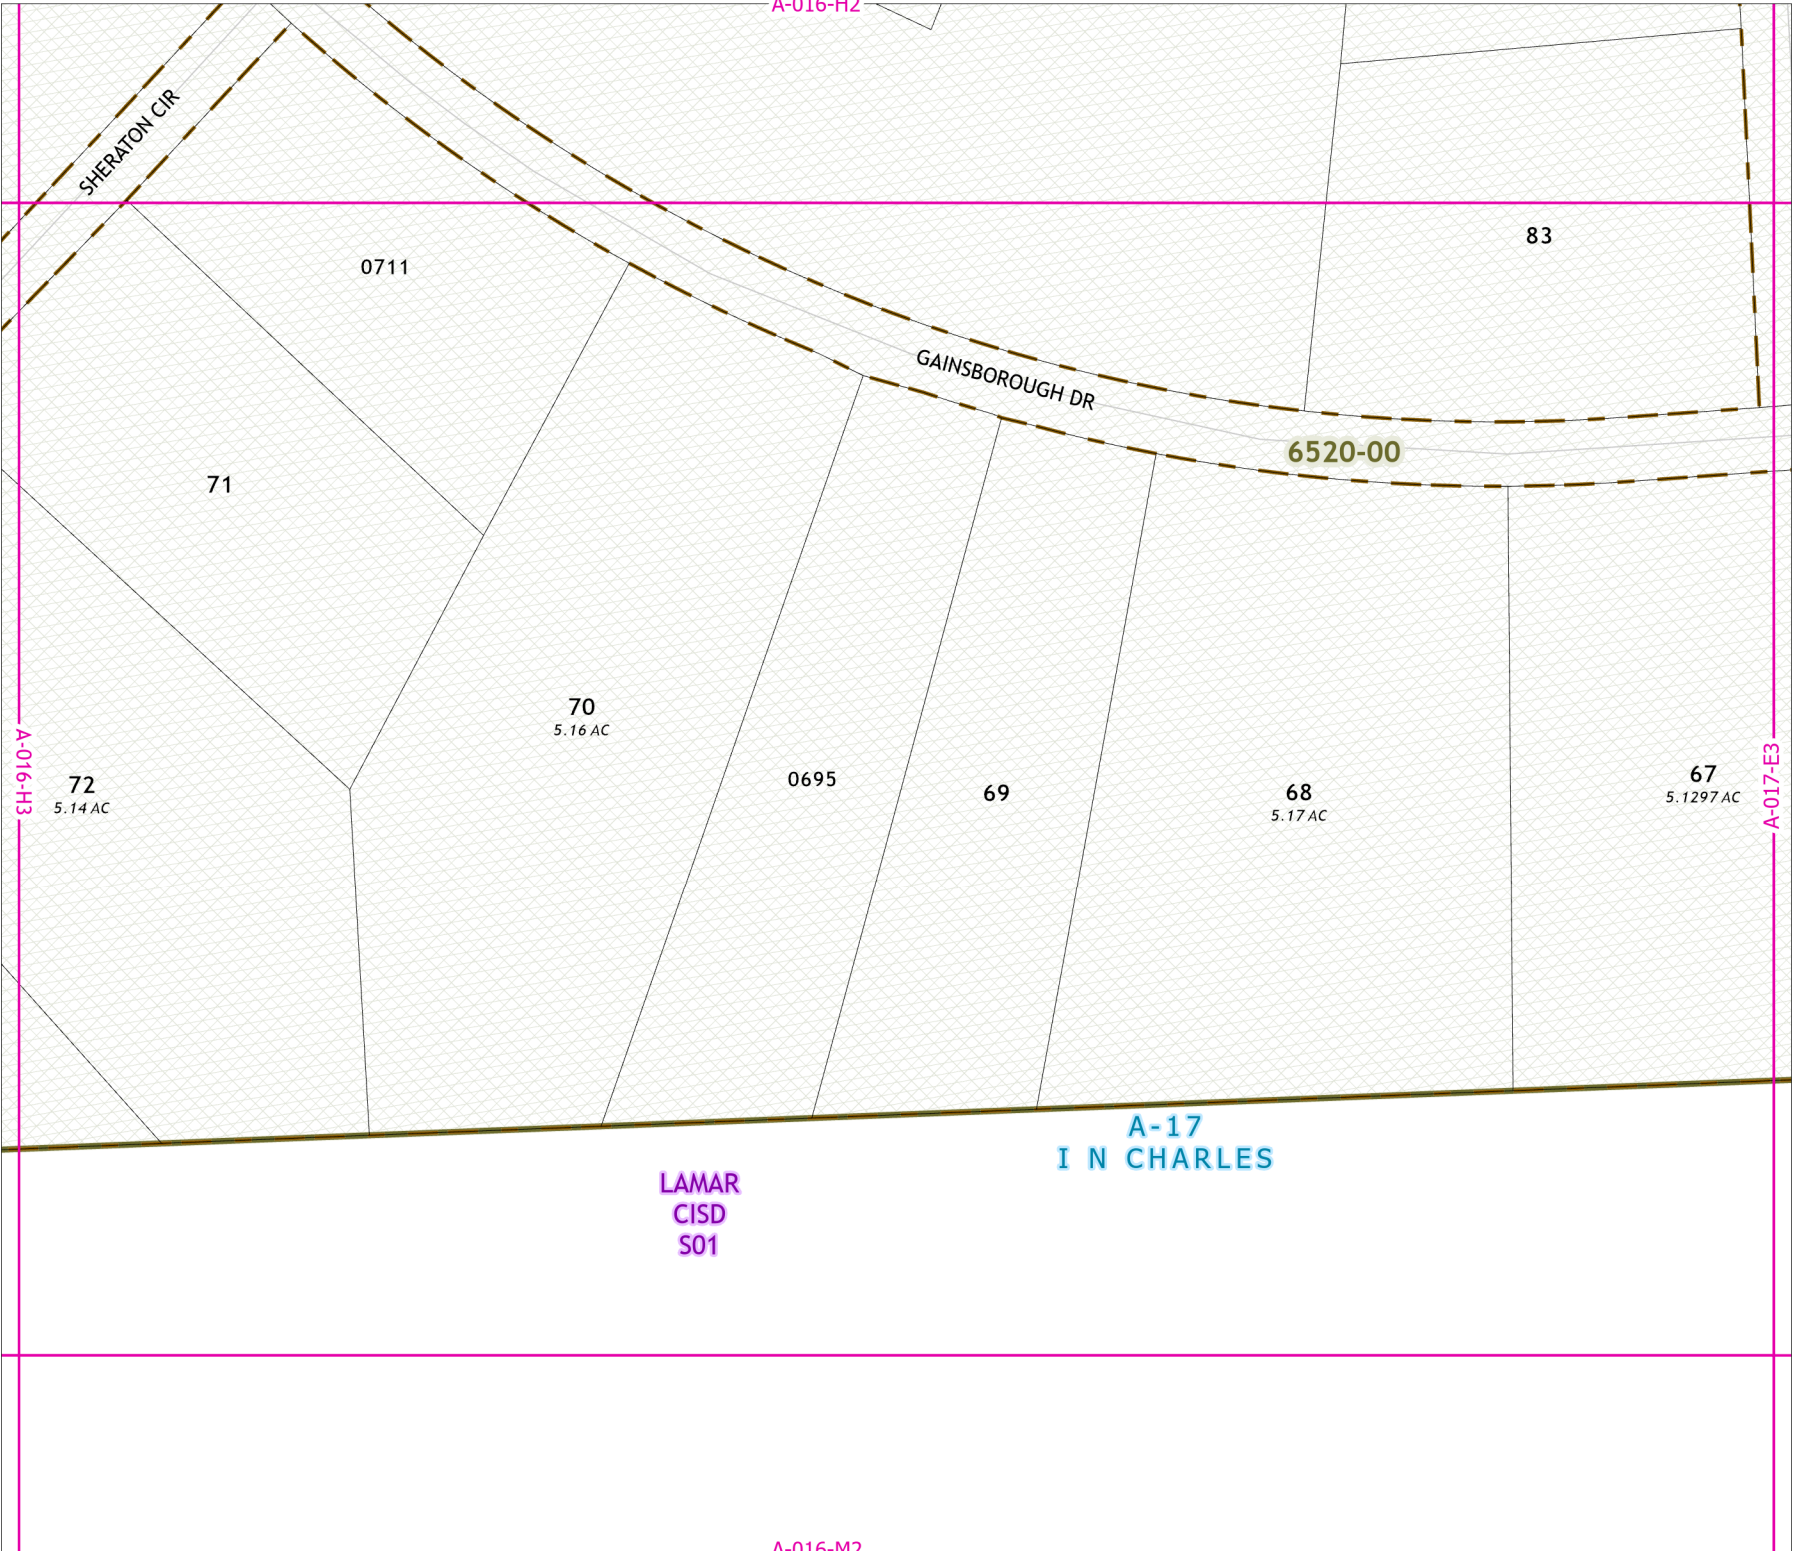 A-016-H2
SHERATON CIR
83
0711
GAINSBOROUGH DR
6520-00
71
70
5.16 AC
A-016-H3
72
5.14 AC
0695
69
68
5.17 AC
67
5.1297 AC
A-017-E3
A-17
I N CHARLES
LAMAR
CISD
S01
A-016-M2